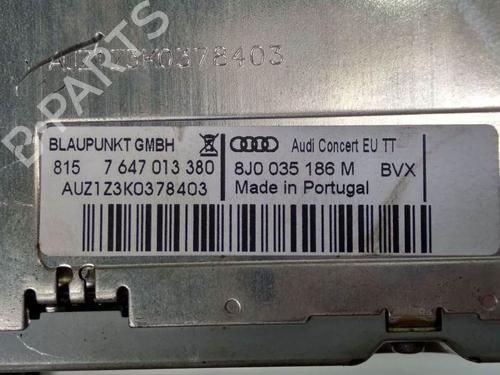 AUZ1Z3K0378403
BLAUPUNKT GMBH
Audi Concert EU TT
815 7 647 013 380
8J0 035 186 M BVX
AUZ1Z3K0378403
Made in Portugal
B-PARTS